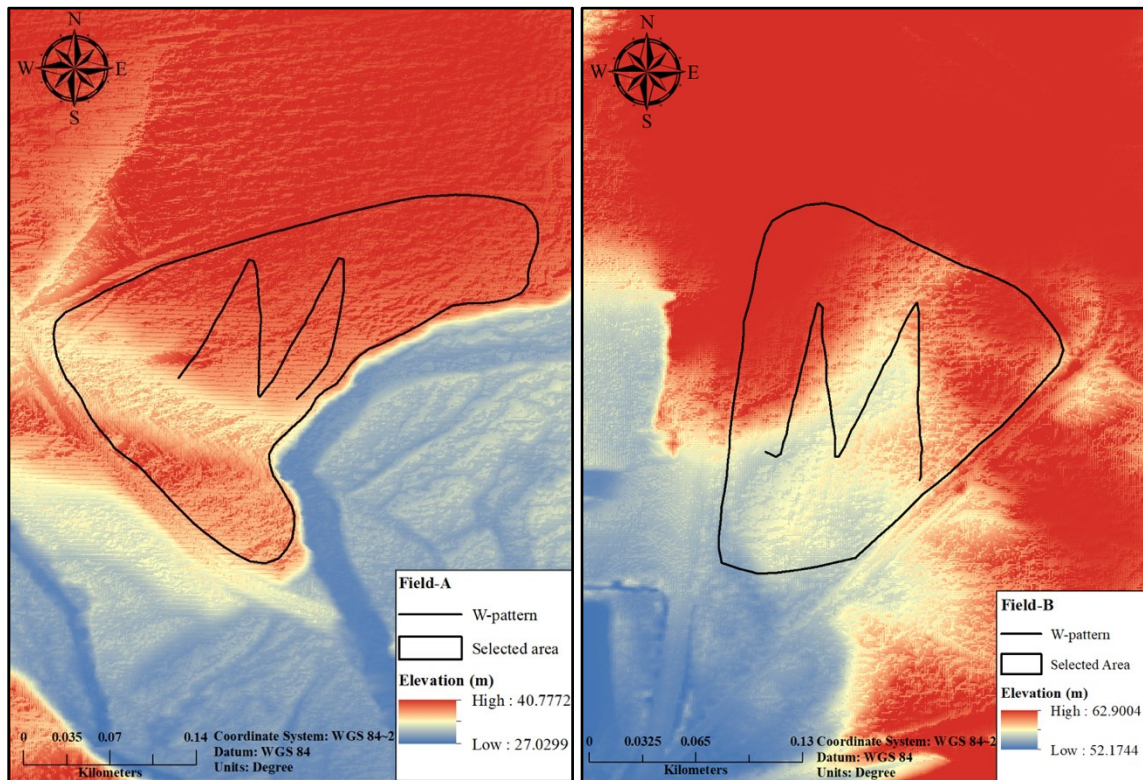 N
W E
S
Field-A
W-pattern
Selected area
Elevation (m)
High : 40.7772
Low : 27.0299
0 0.035 0.07 0.14
Kilometers
Coordinate System: WGS 84~2
Datum: WGS 84
Units: Degree
N
W E
S
Field-B
W-pattern
Selected Area
Elevation (m)
High : 62.9004
Low : 52.1744
0 0.0325 0.065 0.13
Kilometers
Coordinate System: WGS 84~2
Datum: WGS 84
Units: Degree